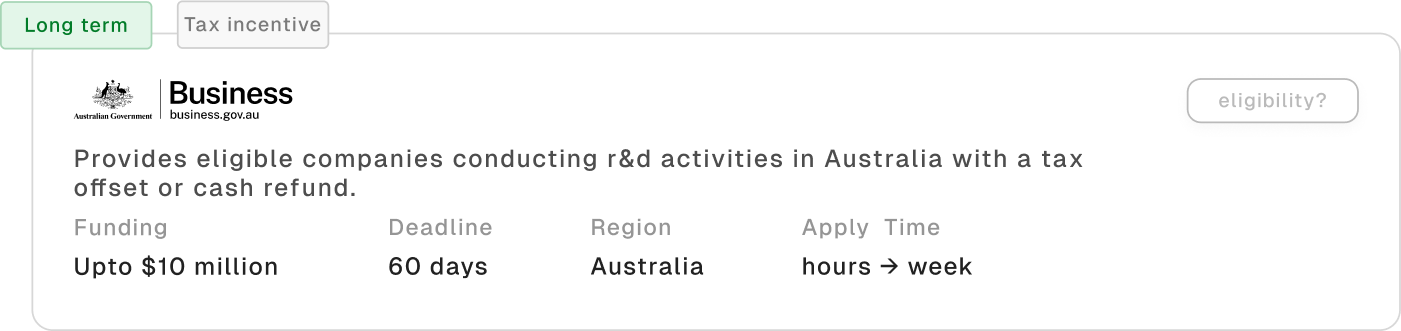 Long term
Tax incentive
Australian Government
Business
business.gov.au
eligibility?
Provides eligible companies conducting r&d activities in Australia with a tax
offset or cash refund.
Funding Deadline Region Apply Time
Upto $10 million 60 days Australia hours → week